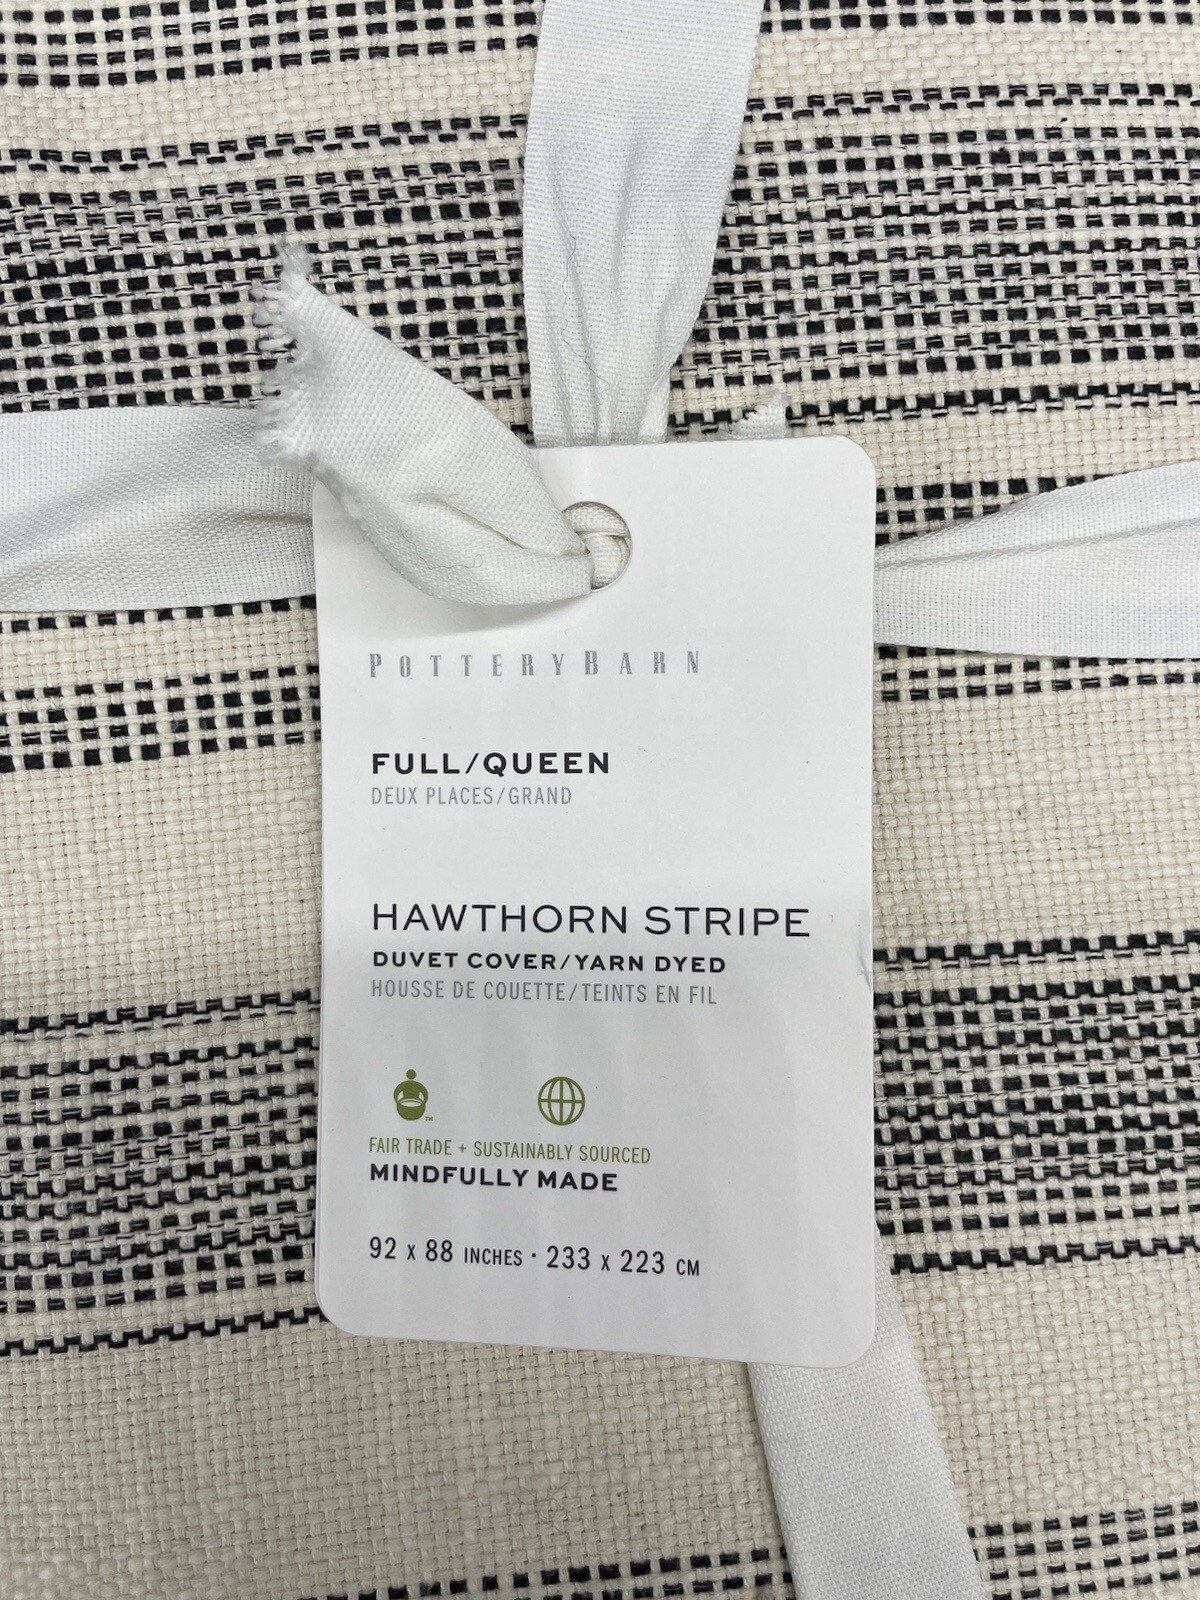 POTTERYBARN
FULL/QUEEN
DEUX PLACES/GRAND
HAWTHORN STRIPE
DUVET COVER/YARN DYED
HOUSSE DE COUETTE/TEINTS EN FIL
TM
FAIR TRADE + SUSTAINABLY SOURCED
MINDFULLY MADE
92 x 88 INCHES · 233 x 223 CM